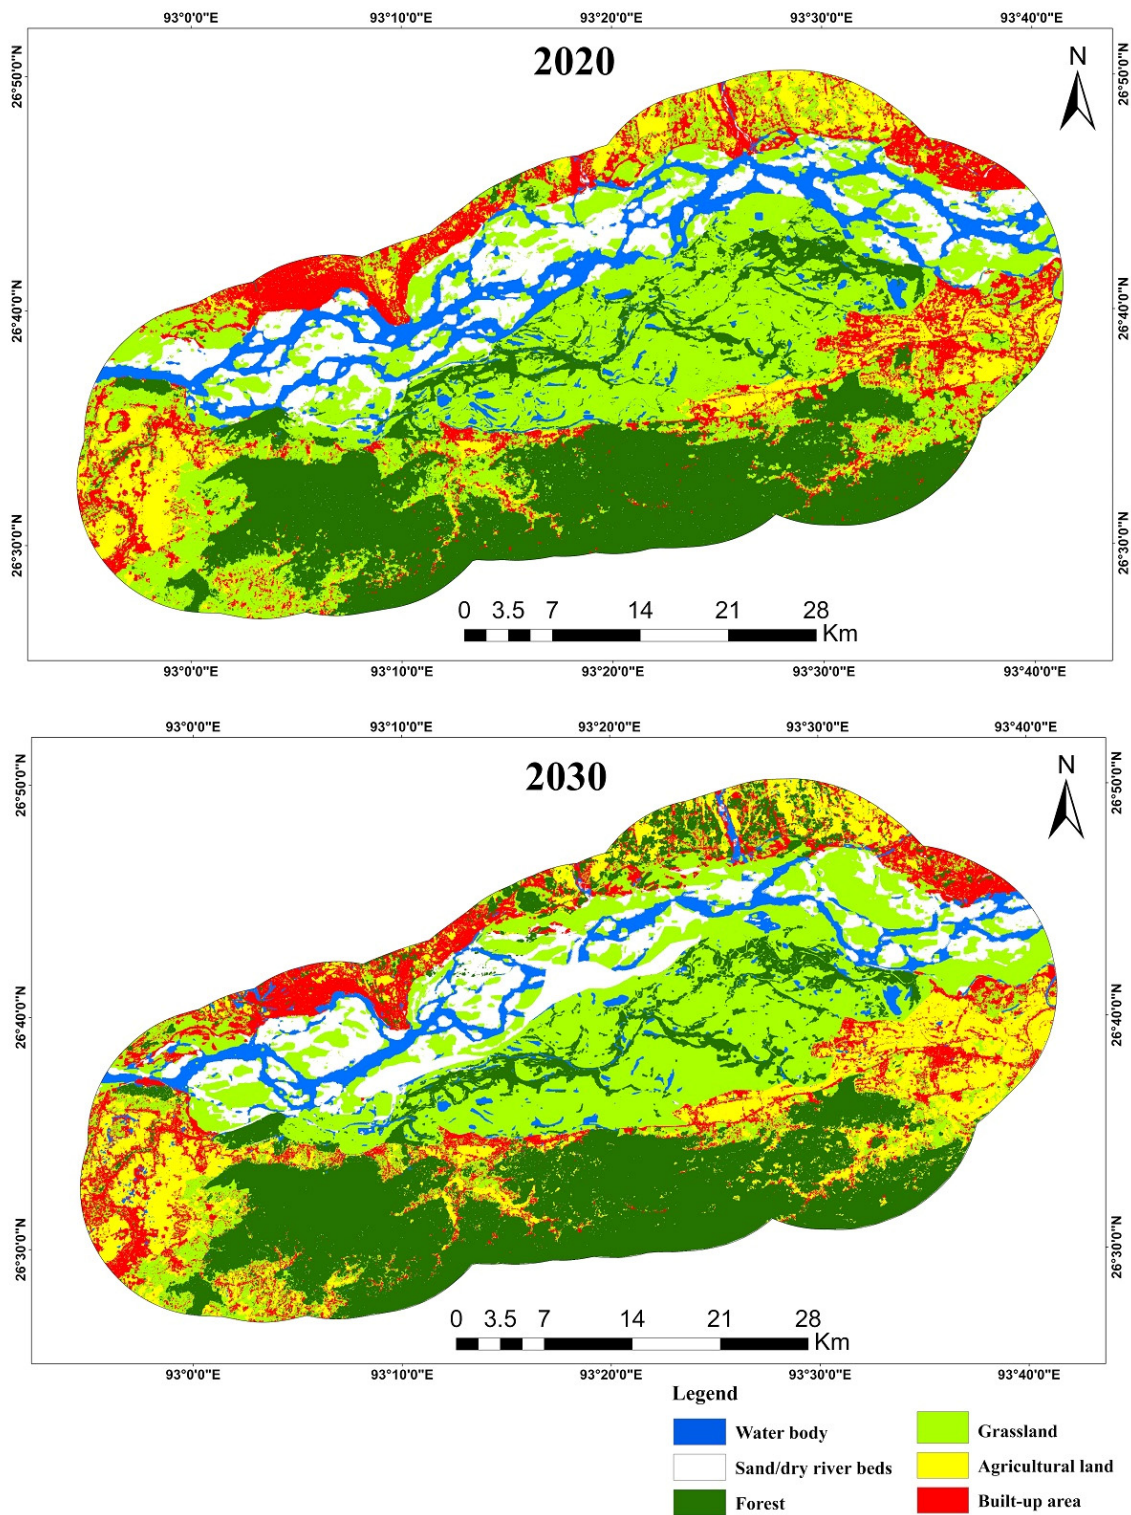 93°0'0"E 93°10'0"E 93°20'0"E 93°30'0"E 93°40'0"E
2020
N
26°50'0"N 26°50'0"N
26°40'0"N 26°40'0"N
26°30'0"N 26°30'0"N
0 3.5 7 14 21 28
Km
93°0'0"E 93°10'0"E 93°20'0"E 93°30'0"E 93°40'0"E
93°0'0"E 93°10'0"E 93°20'0"E 93°30'0"E 93°40'0"E
2030
N
26°50'0"N 26°50'0"N
26°40'0"N 26°40'0"N
26°30'0"N 26°30'0"N
0 3.5 7 14 21 28
Km
93°0'0"E 93°10'0"E 93°20'0"E 93°30'0"E 93°40'0"E
Legend
Water body
Sand/dry river beds
Forest
Grassland
Agricultural land
Built-up area